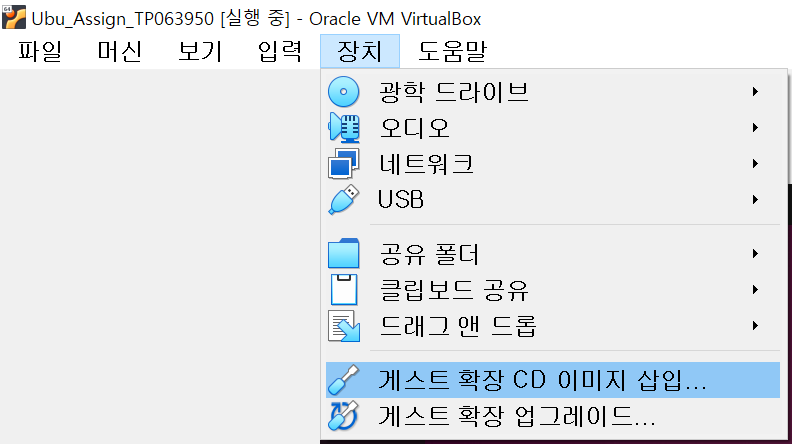 Ubu_Assign_TP063950 [실행 중] - Oracle VM VirtualBox
파일 머신 보기 입력 장치 도움말
광학 드라이브
오디오
네트워크
USB
공유 폴더
클립보드 공유
드래그 앤 드롭
게스트 확장 CD 이미지 삽입...
게스트 확장 업그레이드...